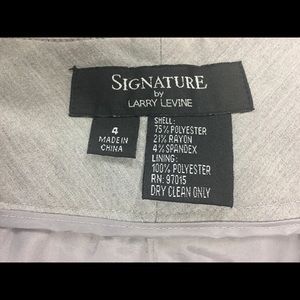 SIGNATURE
by
LARRY LEVINE
4
MADE IN
CHINA
SHELL:
75% POLYESTER
21% RAYON
4% SPANDEX
LINING:
100% POLYESTER
RN: 97015
DRY CLEAN ONLY